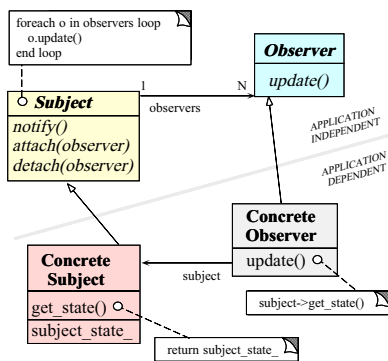 foreach o in observers loop
o.update()
end loop
Observer
update()
1
N
observers
Subject
notify()
attach(observer)
detach(observer)
APPLICATION
INDEPENDENT
APPLICATION
DEPENDENT
Concrete
Observer
update()
Concrete
Subject
get_state()
subject_state_
subject
subject->get_state()
return subject_state_